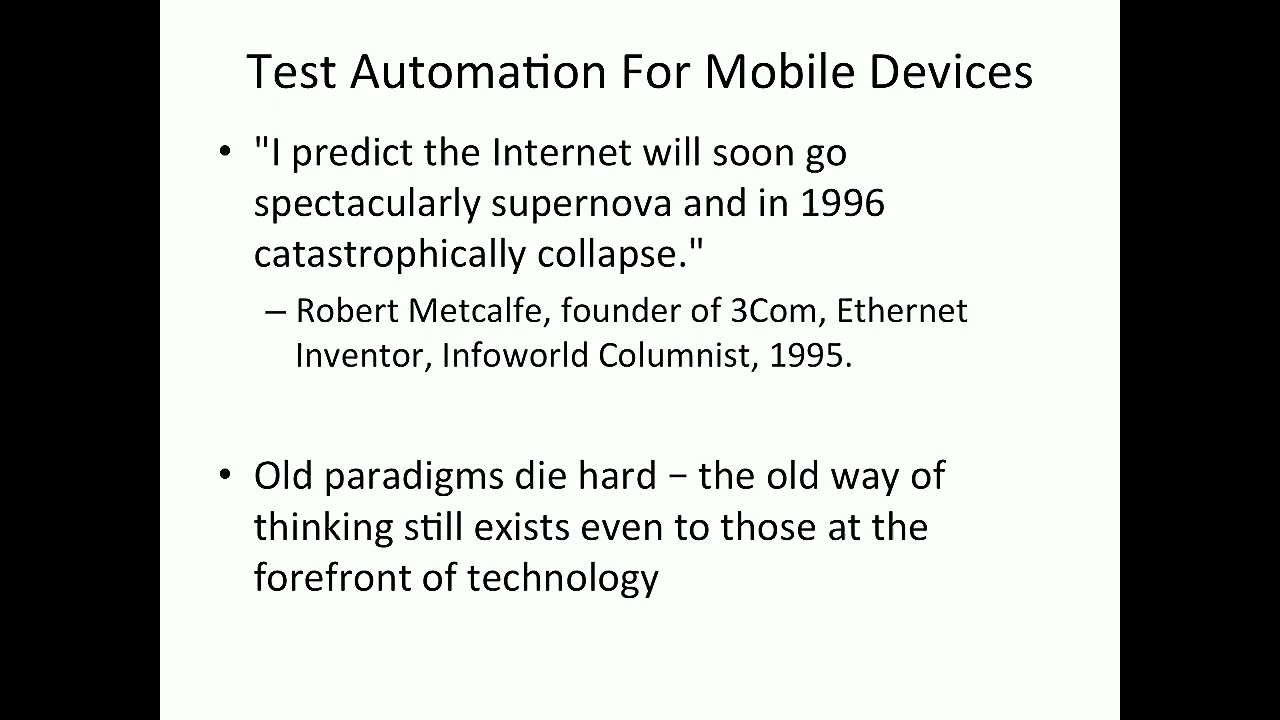 Test Automation For Mobile Devices
• "I predict the Internet will soon go
spectacularly supernova and in 1996
catastrophically collapse."
– Robert Metcalfe, founder of 3Com, Ethernet
Inventor, Infoworld Columnist, 1995.
• Old paradigms die hard – the old way of
thinking still exists even to those at the
forefront of technology